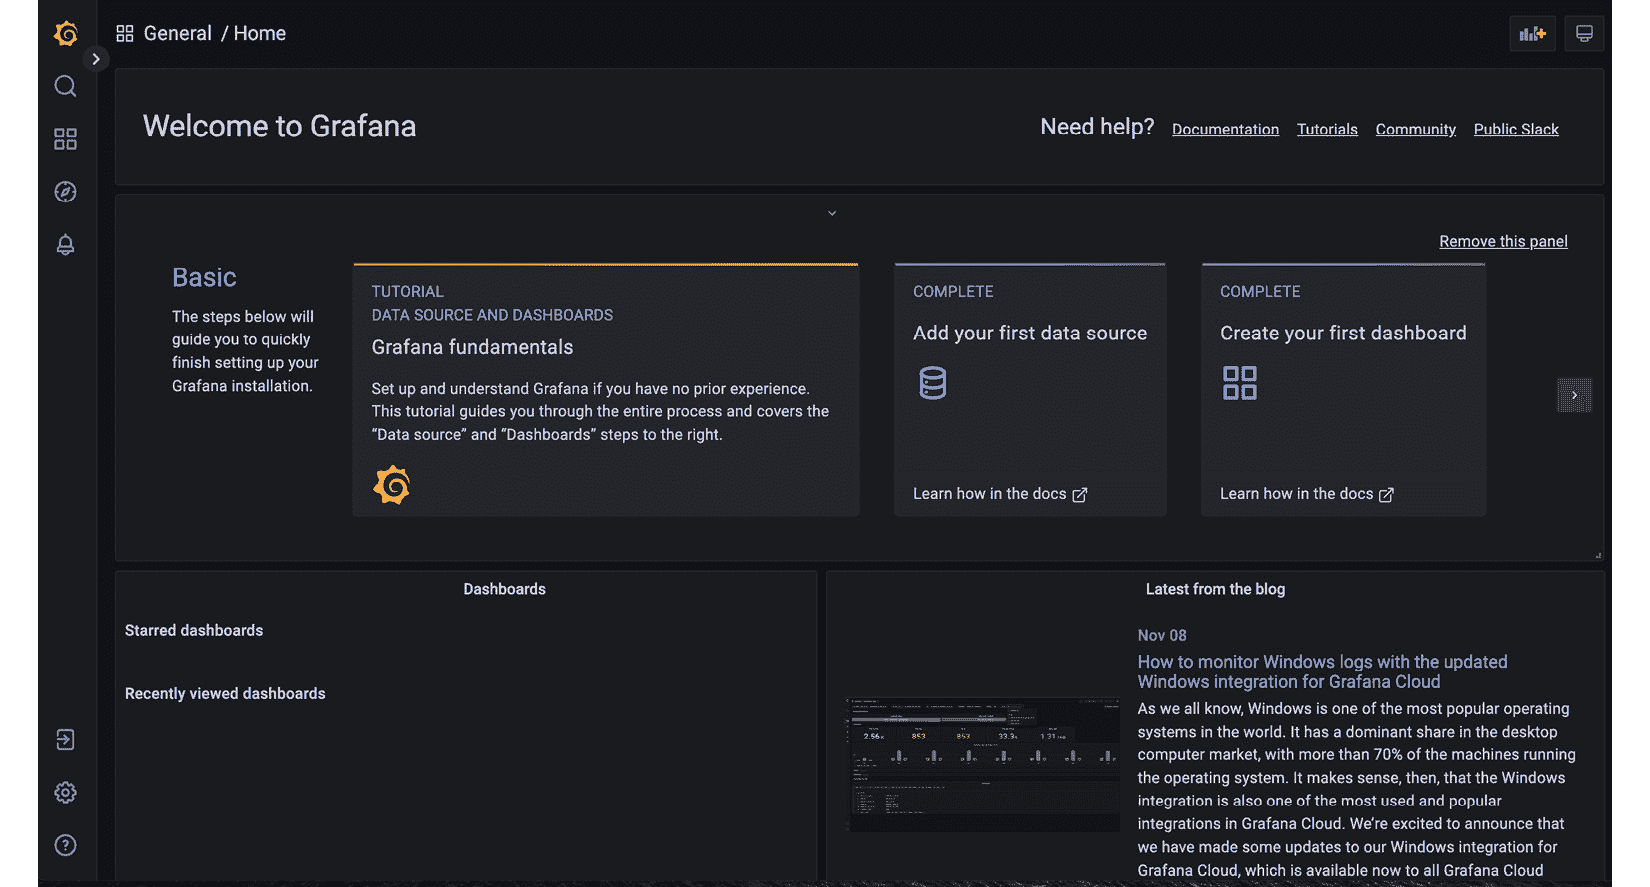 General / Home
Welcome to Grafana
Need help? Documentation Tutorials Community Public Slack
Remove this panel
Basic
The steps below will
guide you to quickly
finish setting up your
Grafana installation.
TUTORIAL
DATA SOURCE AND DASHBOARDS
Grafana fundamentals
Set up and understand Grafana if you have no prior experience.
This tutorial guides you through the entire process and covers the
“Data source” and “Dashboards” steps to the right.
COMPLETE
Add your first data source
Learn how in the docs
COMPLETE
Create your first dashboard
Learn how in the docs
Dashboards
Starred dashboards
Recently viewed dashboards
Latest from the blog
2.56k 853 853 33.3k 1.31
Nov 08
How to monitor Windows logs with the updated
Windows integration for Grafana Cloud
As we all know, Windows is one of the most popular operating
systems in the world. It has a dominant share in the desktop
computer market, with more than 70% of the machines running
the operating system. It makes sense, then, that the Windows
integration is also one of the most used and popular
integrations in Grafana Cloud. We’re excited to announce that
we have made some updates to our Windows integration for
Grafana Cloud, which is available now to all Grafana Cloud